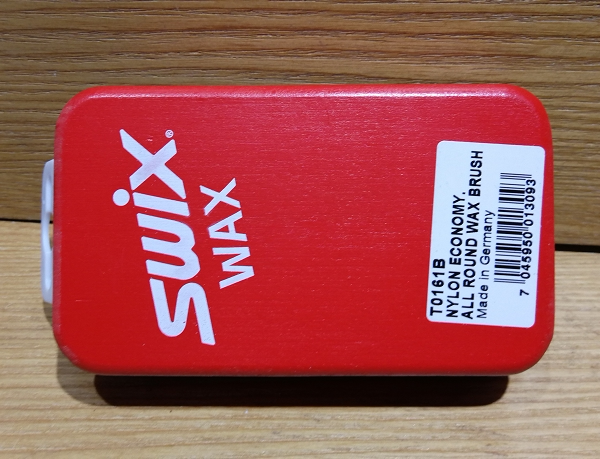 SWIX®
WAX
T0161B
NYLON ECONOMY.
ALL ROUND WAX BRUSH
Made in Germany
7 045950 013093